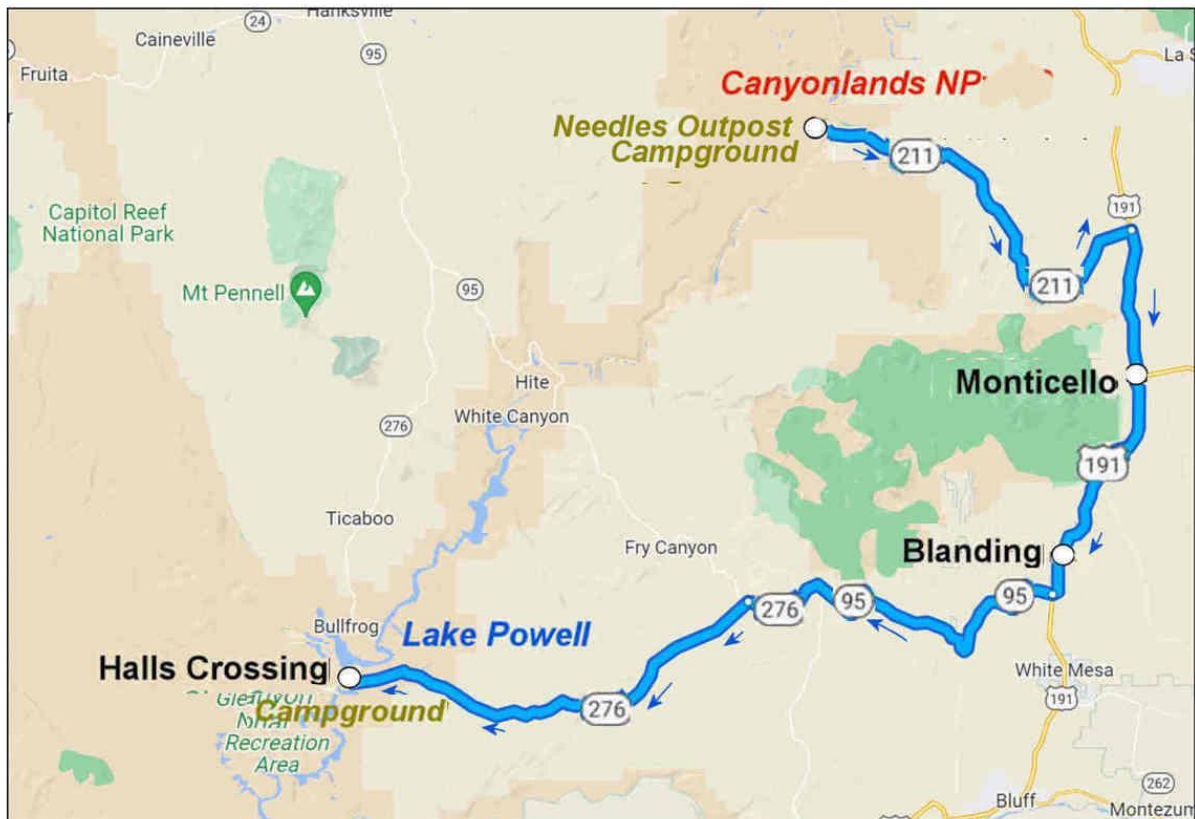 Hanksville
24
Caineville
95
Fruita
La S
Canyonlands NP
Needles Outpost
Campground
211
191
Capitol Reef
National Park
Mt Pennell
95
211
Hite
Monticello
White Canyon
276
191
Ticaboo
Fry Canyon
Blanding
276
95
95
Bullfrog
Lake Powell
Halls Crossing
White Mesa
Campground
276
191
Recreation
Area
262
Bluff
Montezum